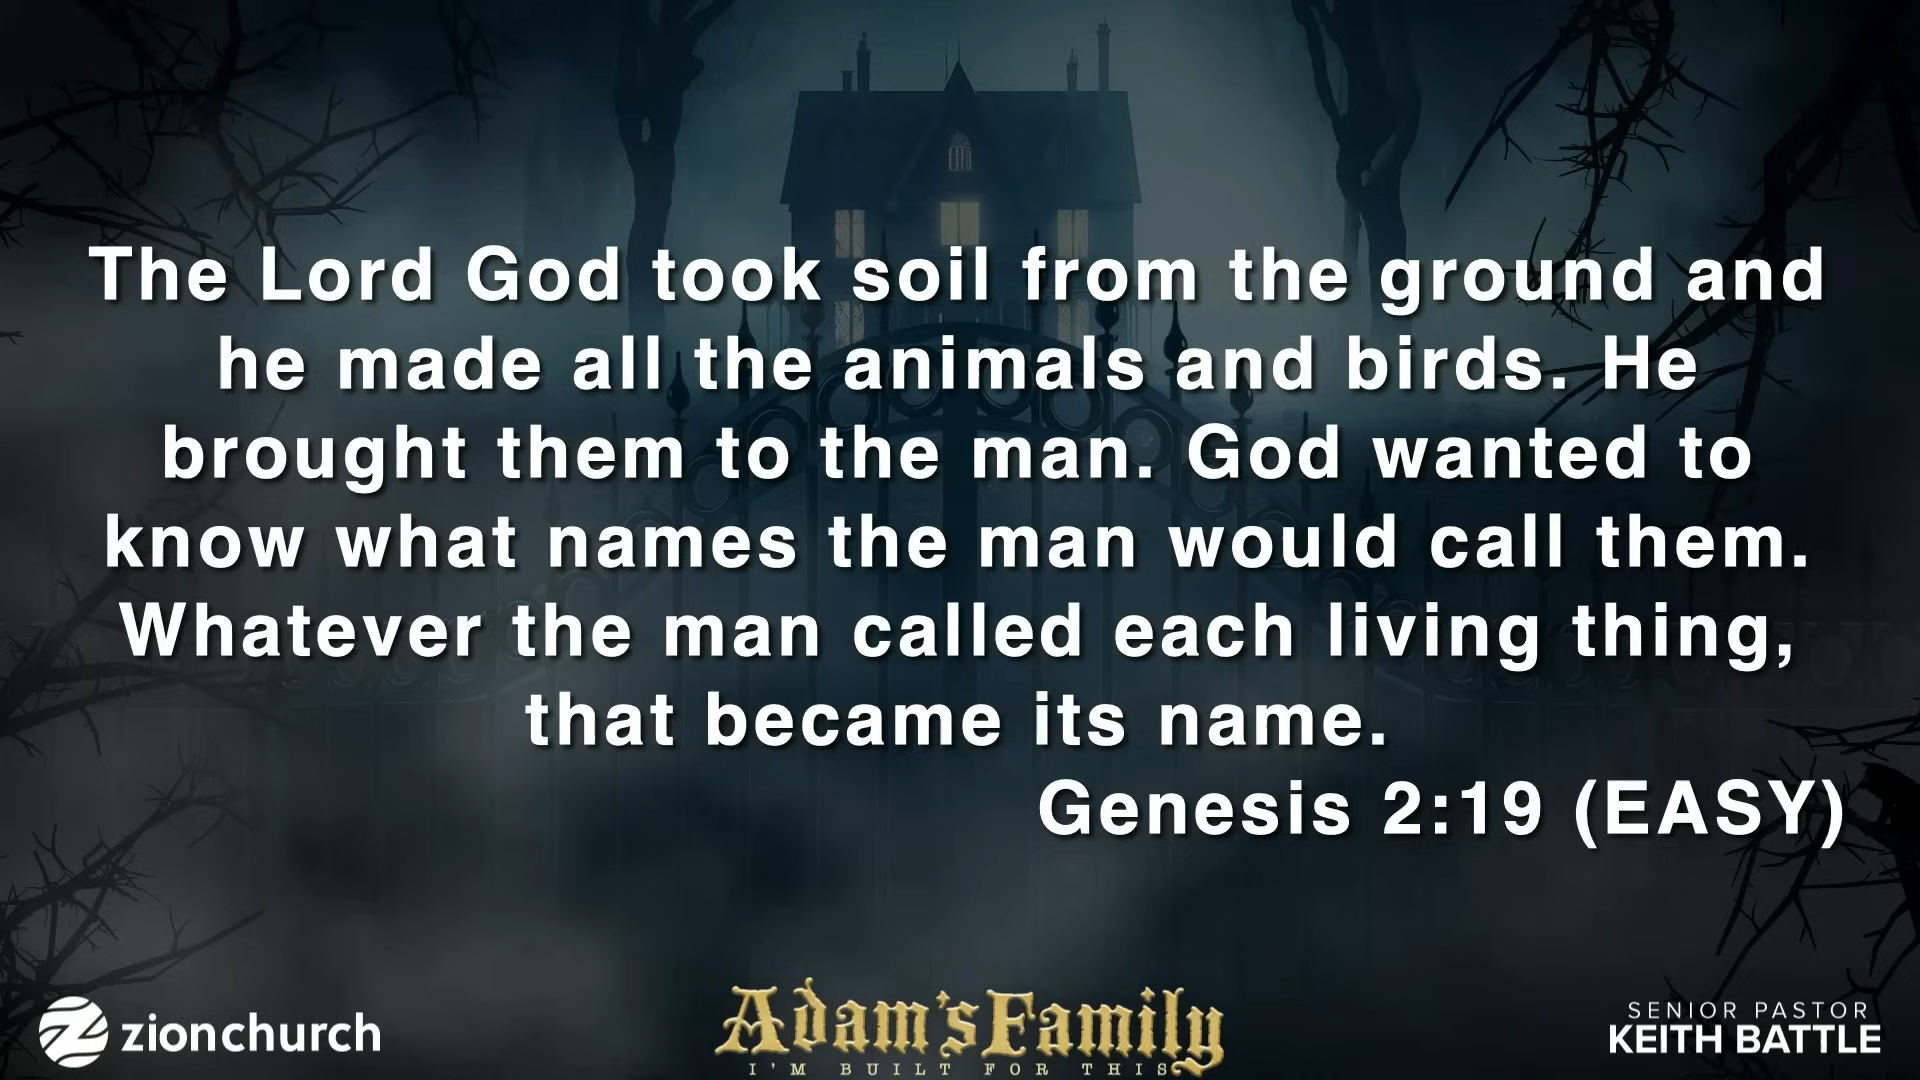 The Lord God took soil from the ground and
he made all the animals and birds. He
brought them to the man. God wanted to
know what names the man would call them.
Whatever the man called each living thing,
that became its name.
Genesis 2:19 (EASY)
zionchurch
Adam's Family
I'M BUILT FOR THIS
SENIOR PASTOR
KEITH BATTLE